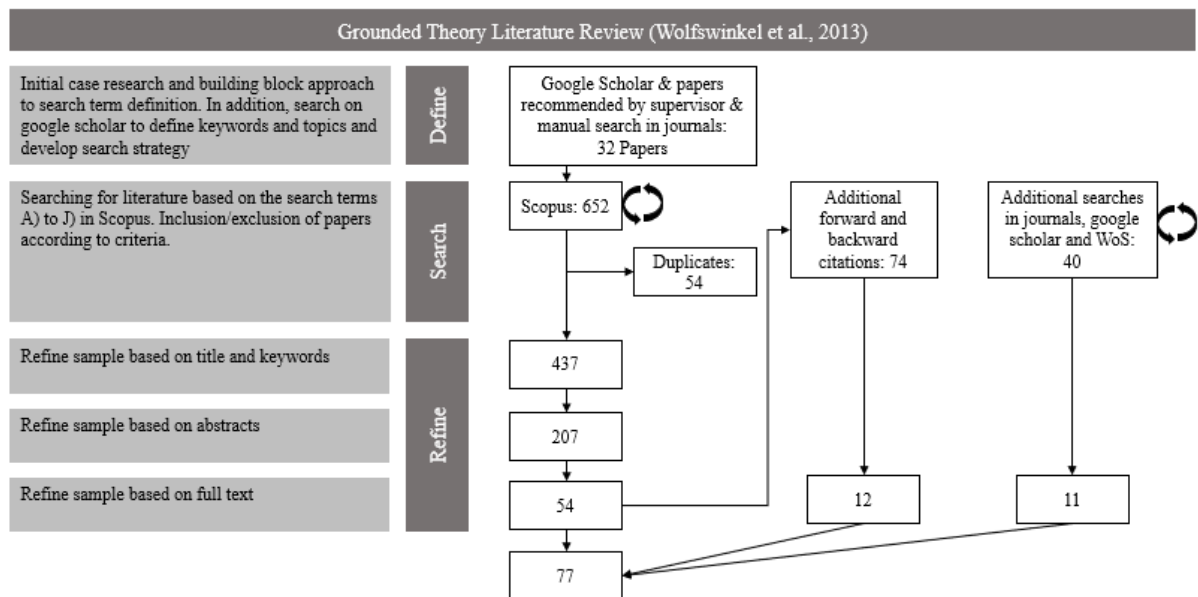 Grounded Theory Literature Review (Wolfswinkel et al., 2013)
Initial case research and building block approach
to search term definition. In addition, search on
google scholar to define keywords and topics and
develop search strategy
Define
Google Scholar & papers
recommended by supervisor &
manual search in journals:
32 Papers
Searching for literature based on the search terms
A) to J) in Scopus. Inclusion/exclusion of papers
according to criteria.
Search
Scopus: 652
Duplicates:
54
Additional
forward and
backward
citations: 74
Additional searches
in journals, google
scholar and WoS:
40
Refine sample based on title and keywords
Refine
437
Refine sample based on abstracts
207
Refine sample based on full text
54
12
11
77